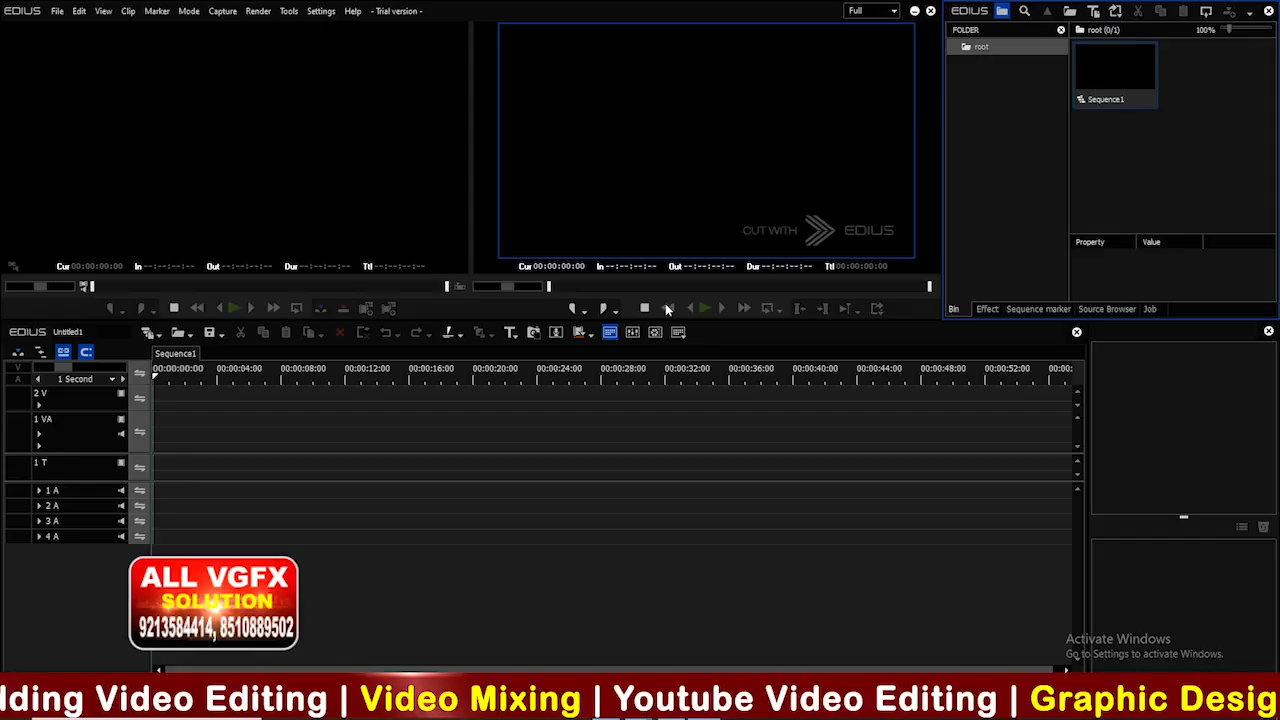 EDIUS File Edit View Clip Marker Mode Capture Render Tools Settings Help - Trial version - Full
EDIUS
FOLDER
root
root (0/1) 100%
Sequence1
CUT WITH EDIUS
Property Value
Cur 00:00:00:00 In --:--:--:-- Out --:--:--:-- Dur --:--:--:-- Ttl --:--:--:--
Cur 00:00:00:00 In --:--:--:-- Out --:--:--:-- Dur --:--:--:-- Ttl 00:00:00:00
Bin Effect Sequence marker Source Browser Job
EDIUS Untitled1
Sequence1
V
A
1 Second
00:00:00:00 00:00:04:00 00:00:08:00 00:00:12:00 00:00:16:00 00:00:20:00 00:00:24:00 00:00:28:00 00:00:32:00 00:00:36:00 00:00:40:00 00:00:44:00 00:00:48:00 00:00:52:00 00:00:
2 V
1 VA
1 T
1 A
2 A
3 A
4 A
ALL VGFX
SOLUTION
9213584414, 8510889502
Activate Windows
Go to Settings to activate Windows.
dding Video Editing | Video Mixing | Youtube Video Editing | Graphic Desig